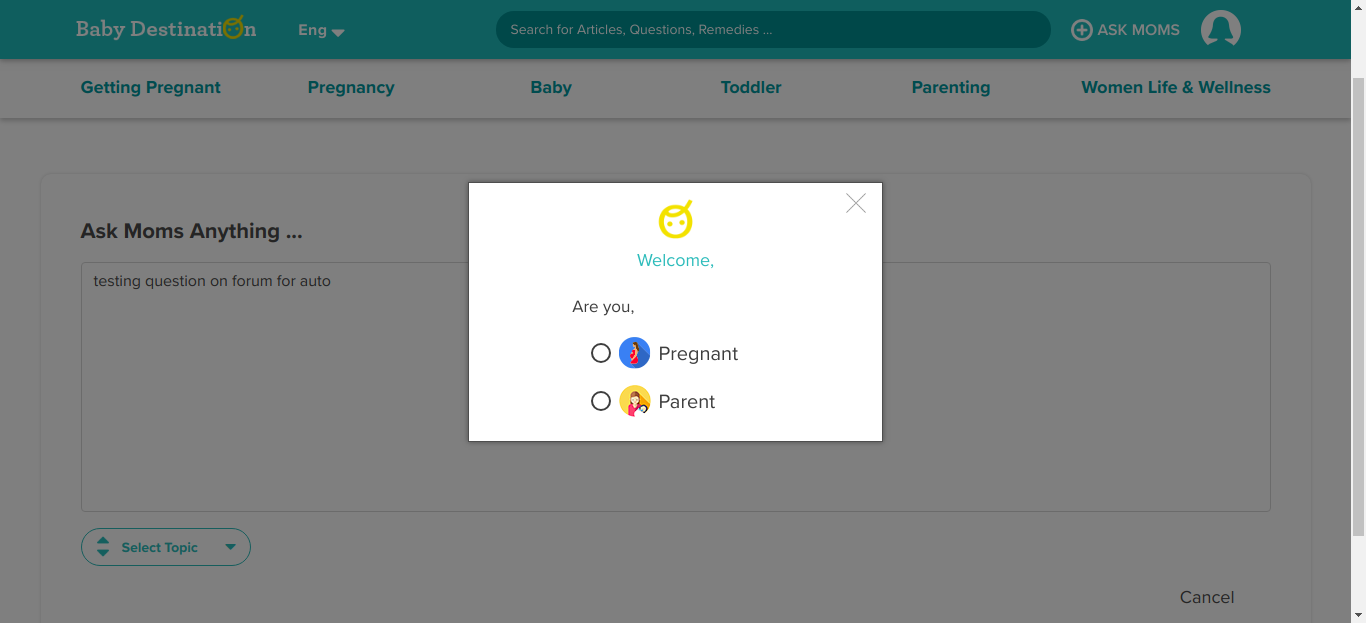 Baby Destination
Eng
Search for Articles, Questions, Remedies ...
ASK MOMS
Getting Pregnant
Pregnancy
Baby
Toddler
Parenting
Women Life & Wellness
Ask Moms Anything ...
testing question on forum for auto
Welcome,
Are you,
Pregnant
Parent
Select Topic
Cancel